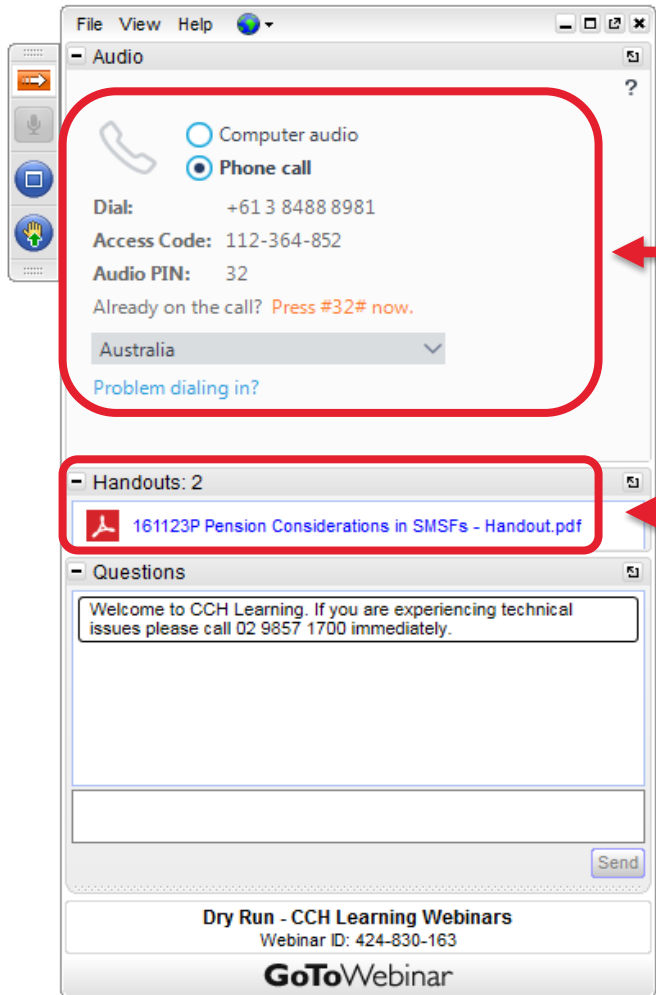 File View Help
Audio
?
Computer audio
Phone call
Dial: +61 3 8488 8981
Access Code: 112-364-852
Audio PIN: 32
Already on the call? Press #32# now.
Australia
Problem dialing in?
Handouts: 2
161123P Pension Considerations in SMSFs - Handout.pdf
Questions
Welcome to CCH Learning. If you are experiencing technical
issues please call 02 9857 1700 immediately.
Send
Dry Run - CCH Learning Webinars
Webinar ID: 424-830-163
GoToWebinar